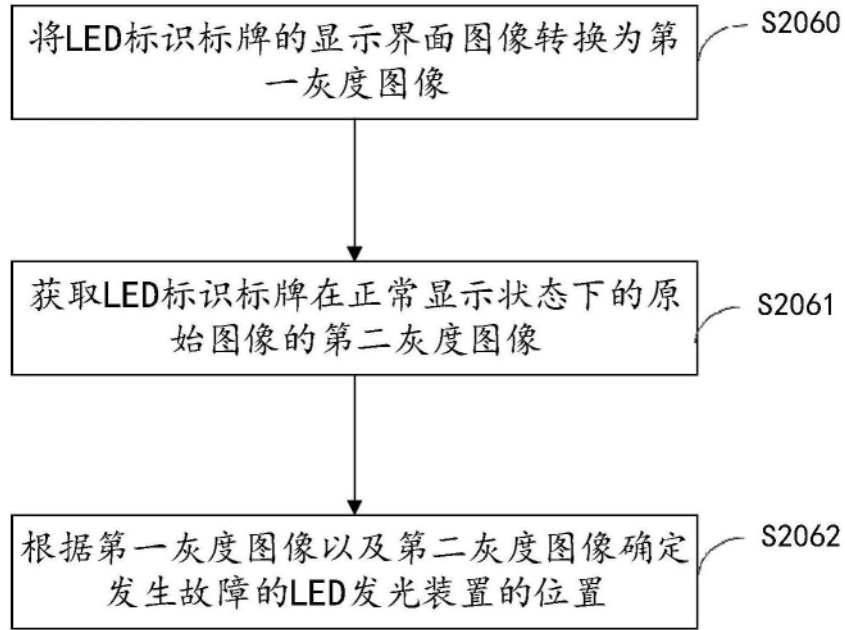 将LED标识标牌的显示界面图像转换为第
一灰度图像
S2060
获取LED标识标牌在正常显示状态下的原
始图像的第二灰度图像
S2061
根据第一灰度图像以及第二灰度图像确定
发生故障的LED发光装置的位置
S2062